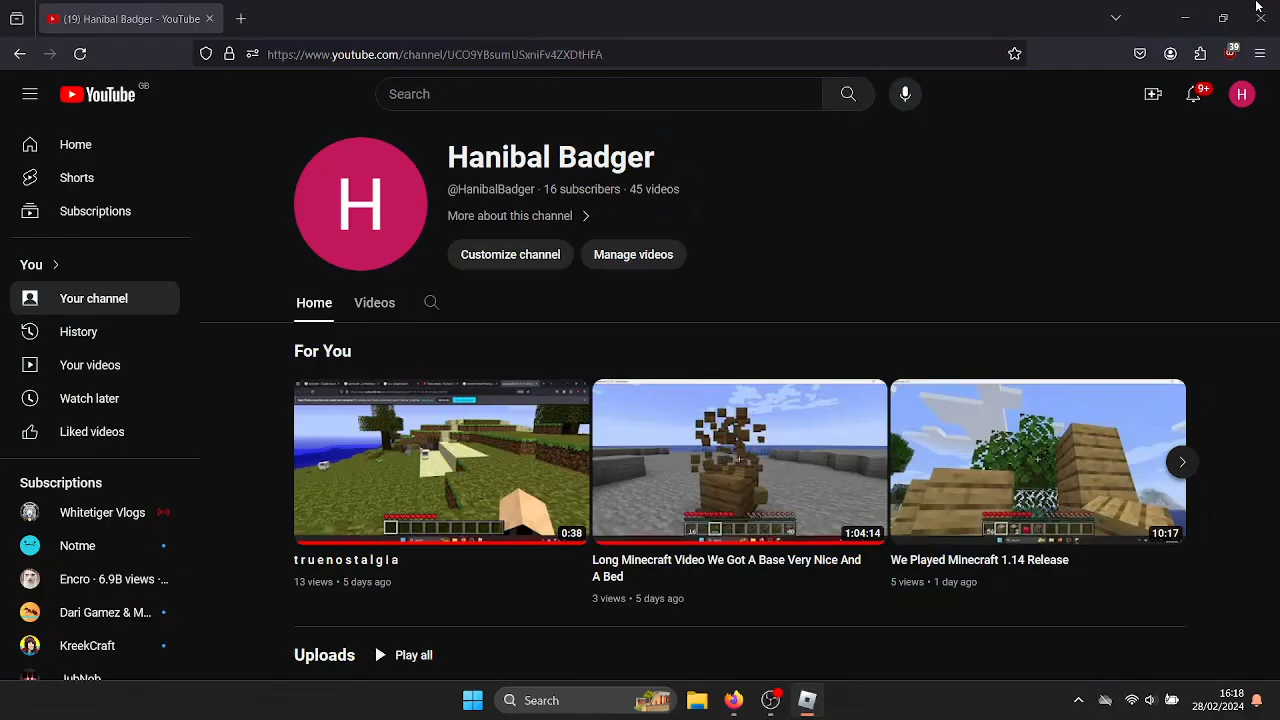 (19) Hanibal Badger - YouTube
https://www.youtube.com/channel/UCO9YBsumUSxniFv4ZXDtHFA
39
YouTube GB
Search
9+
H
Home
Shorts
Subscriptions
You
Your channel
History
Your videos
Watch later
Liked videos
Subscriptions
Whitetiger Vlogs
Notme
Encro · 6.9B views ·...
Dari Gamez & M...
KreekCraft
JubNob
H
Hanibal Badger
@HanibalBadger · 16 subscribers · 45 videos
More about this channel
Customize channel
Manage videos
Home
Videos
For You
0:38
t r u e n o s t a l g i a
13 views · 5 days ago
16
40
1:04:14
Long Minecraft Video We Got A Base Very Nice And
A Bed
3 views · 5 days ago
10:17
We Played Minecraft 1.14 Release
5 views · 1 day ago
Uploads
Play all
Search
16:18
28/02/2024